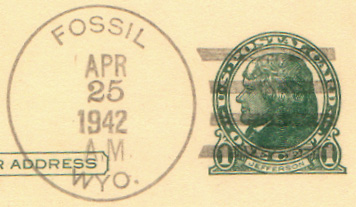 FOSSIL
APR
25
1942
A.M.
WYO.
R ADDRESS
U·S·POSTAL·CARD
1 ONE CENT 1
JEFFERSON